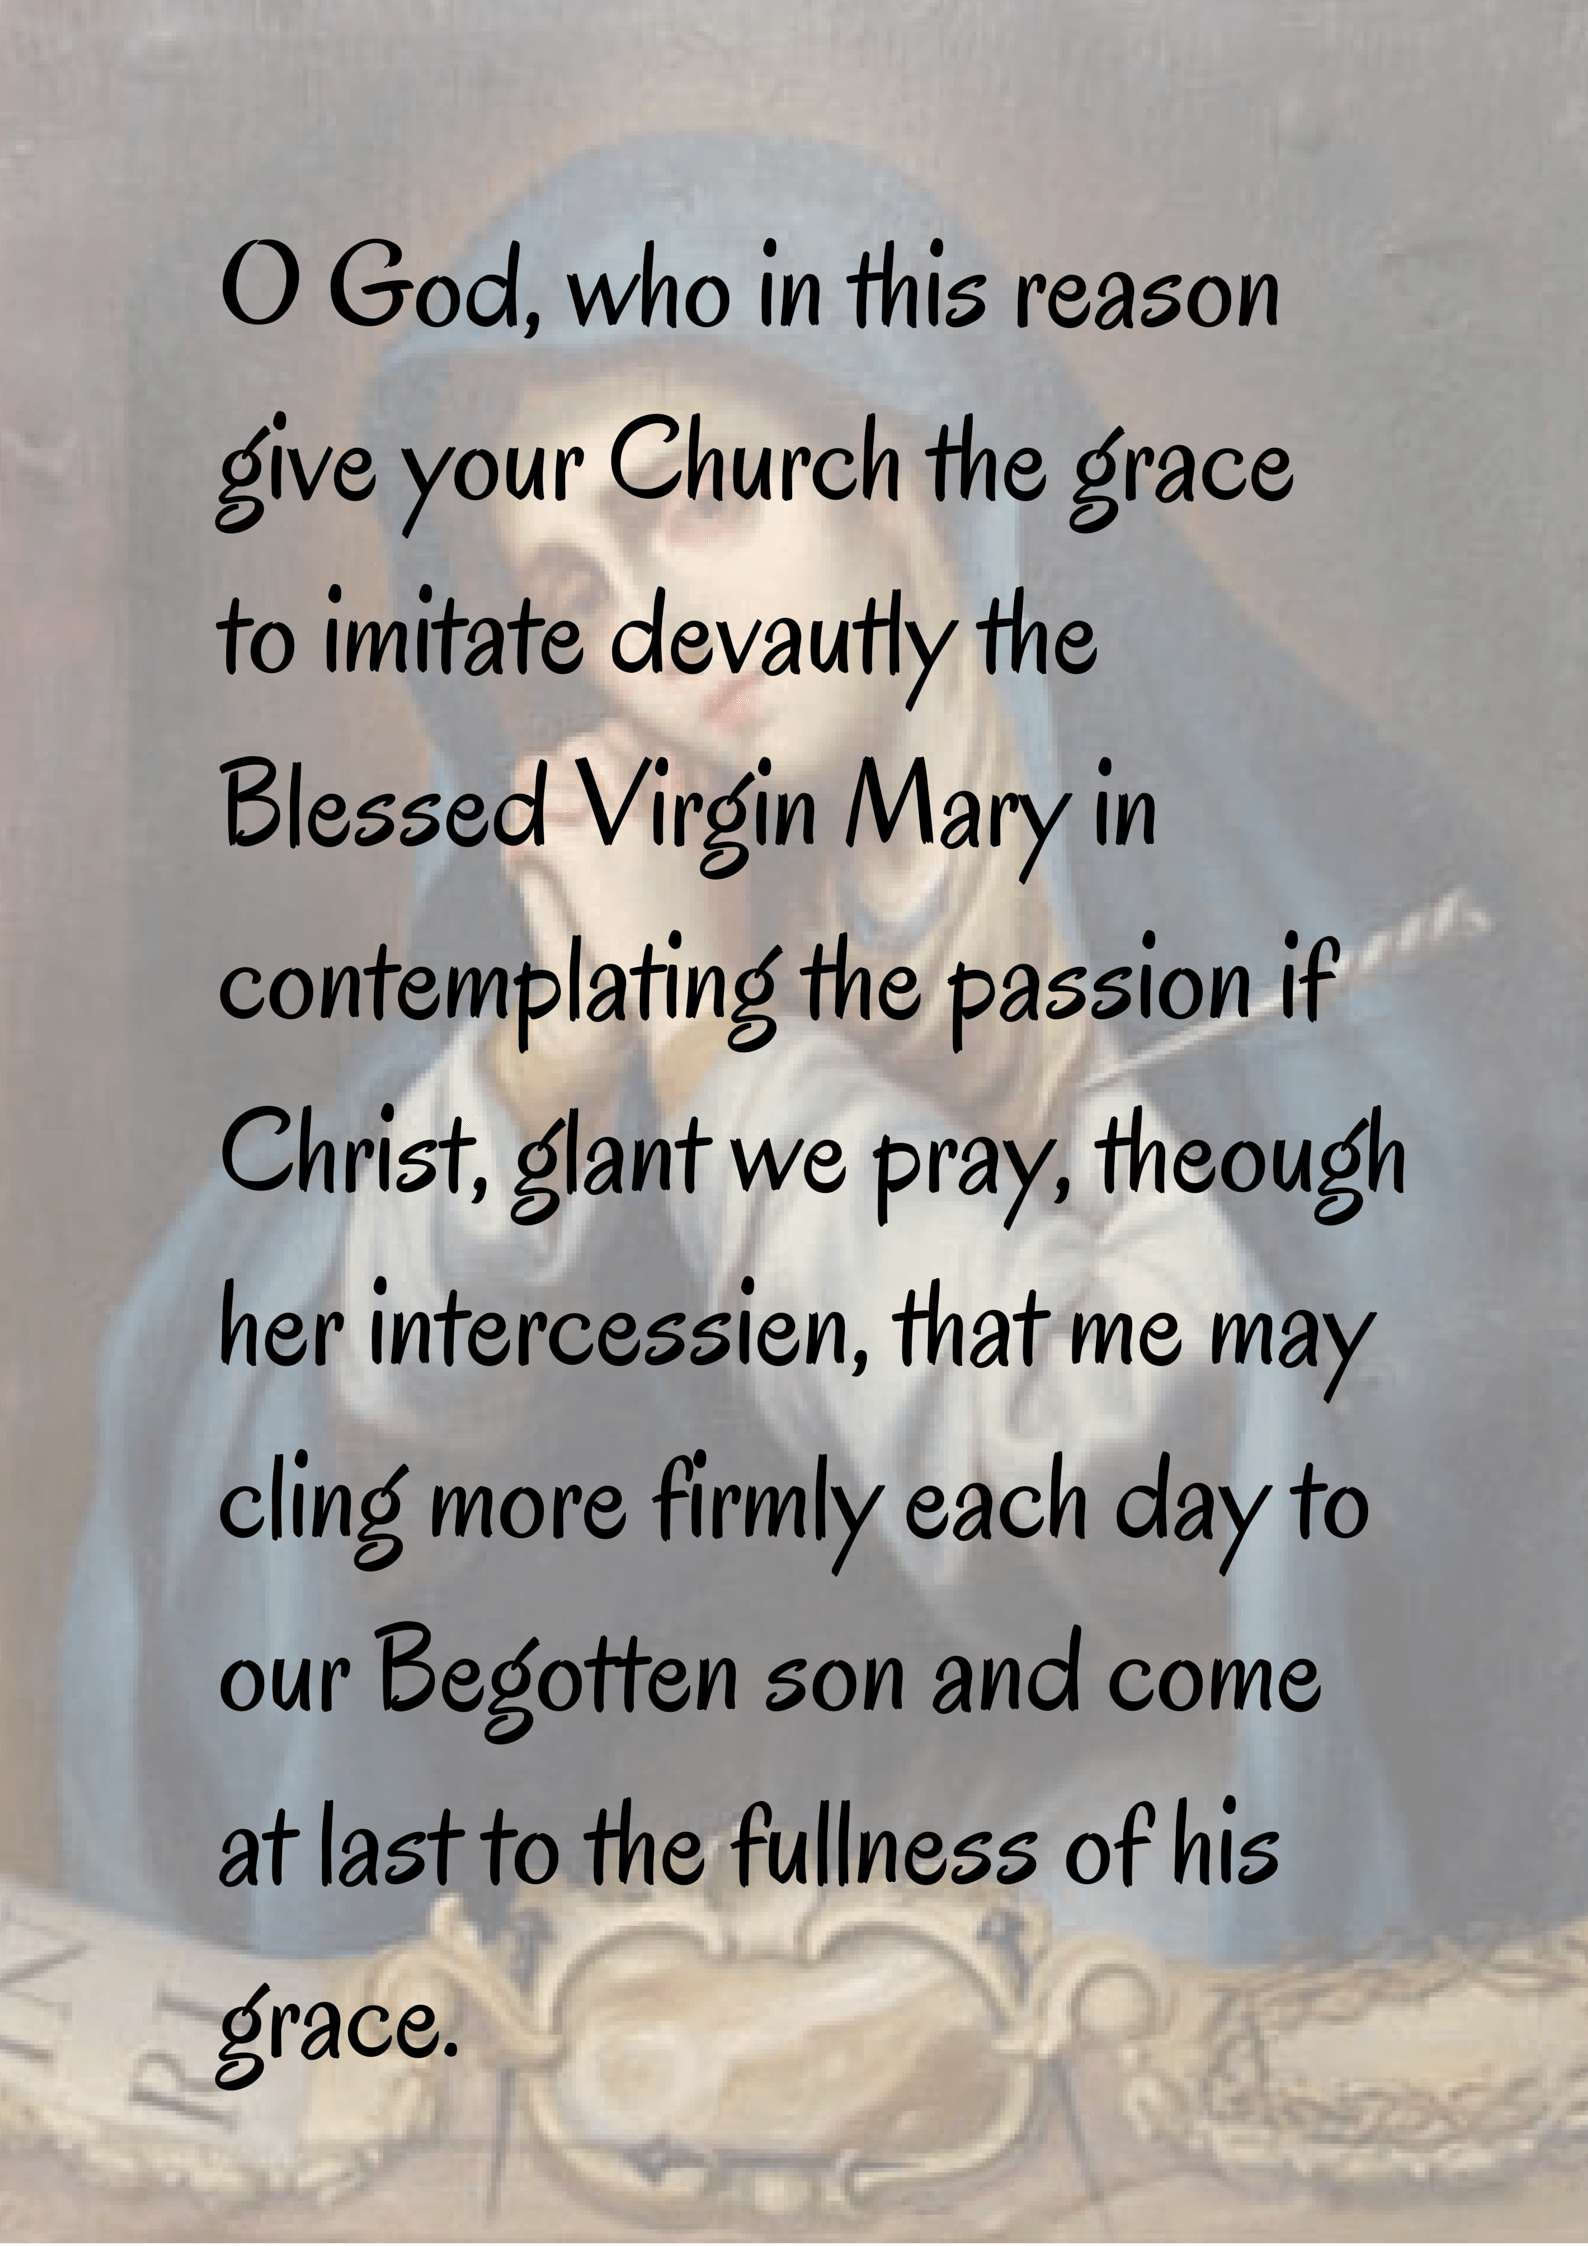 O God, who in this reason
give your Church the grace
to imitate devautly the
Blessed Virgin Mary in
contemplating the passion if
Christ, glant we pray, theough
her intercessien, that me may
cling more firmly each day to
our Begotten son and come
at last to the fullness of his
grace.
IN
RI